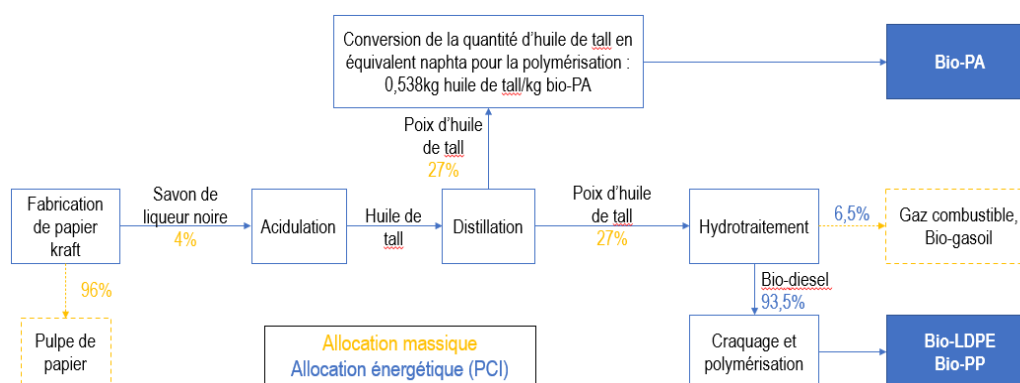 Conversion de la quantité d’huile de tall en
équivalent naphta pour la polymérisation :
0,538kg huile de tall/kg bio-PA
Bio-PA
Poix d’huile
de tall
27%
Fabrication
de papier
kraft
Savon de
liqueur noire
4%
Acidulation
Huile de
tall
Distillation
Poix d’huile
de tall
27%
Hydrotraitement
6,5%
Gaz combustible,
Bio-gasoil
96%
Bio-diesel
93,5%
Pulpe de
papier
Allocation massique
Allocation énergétique (PCI)
Craquage et
polymérisation
Bio-LDPE
Bio-PP